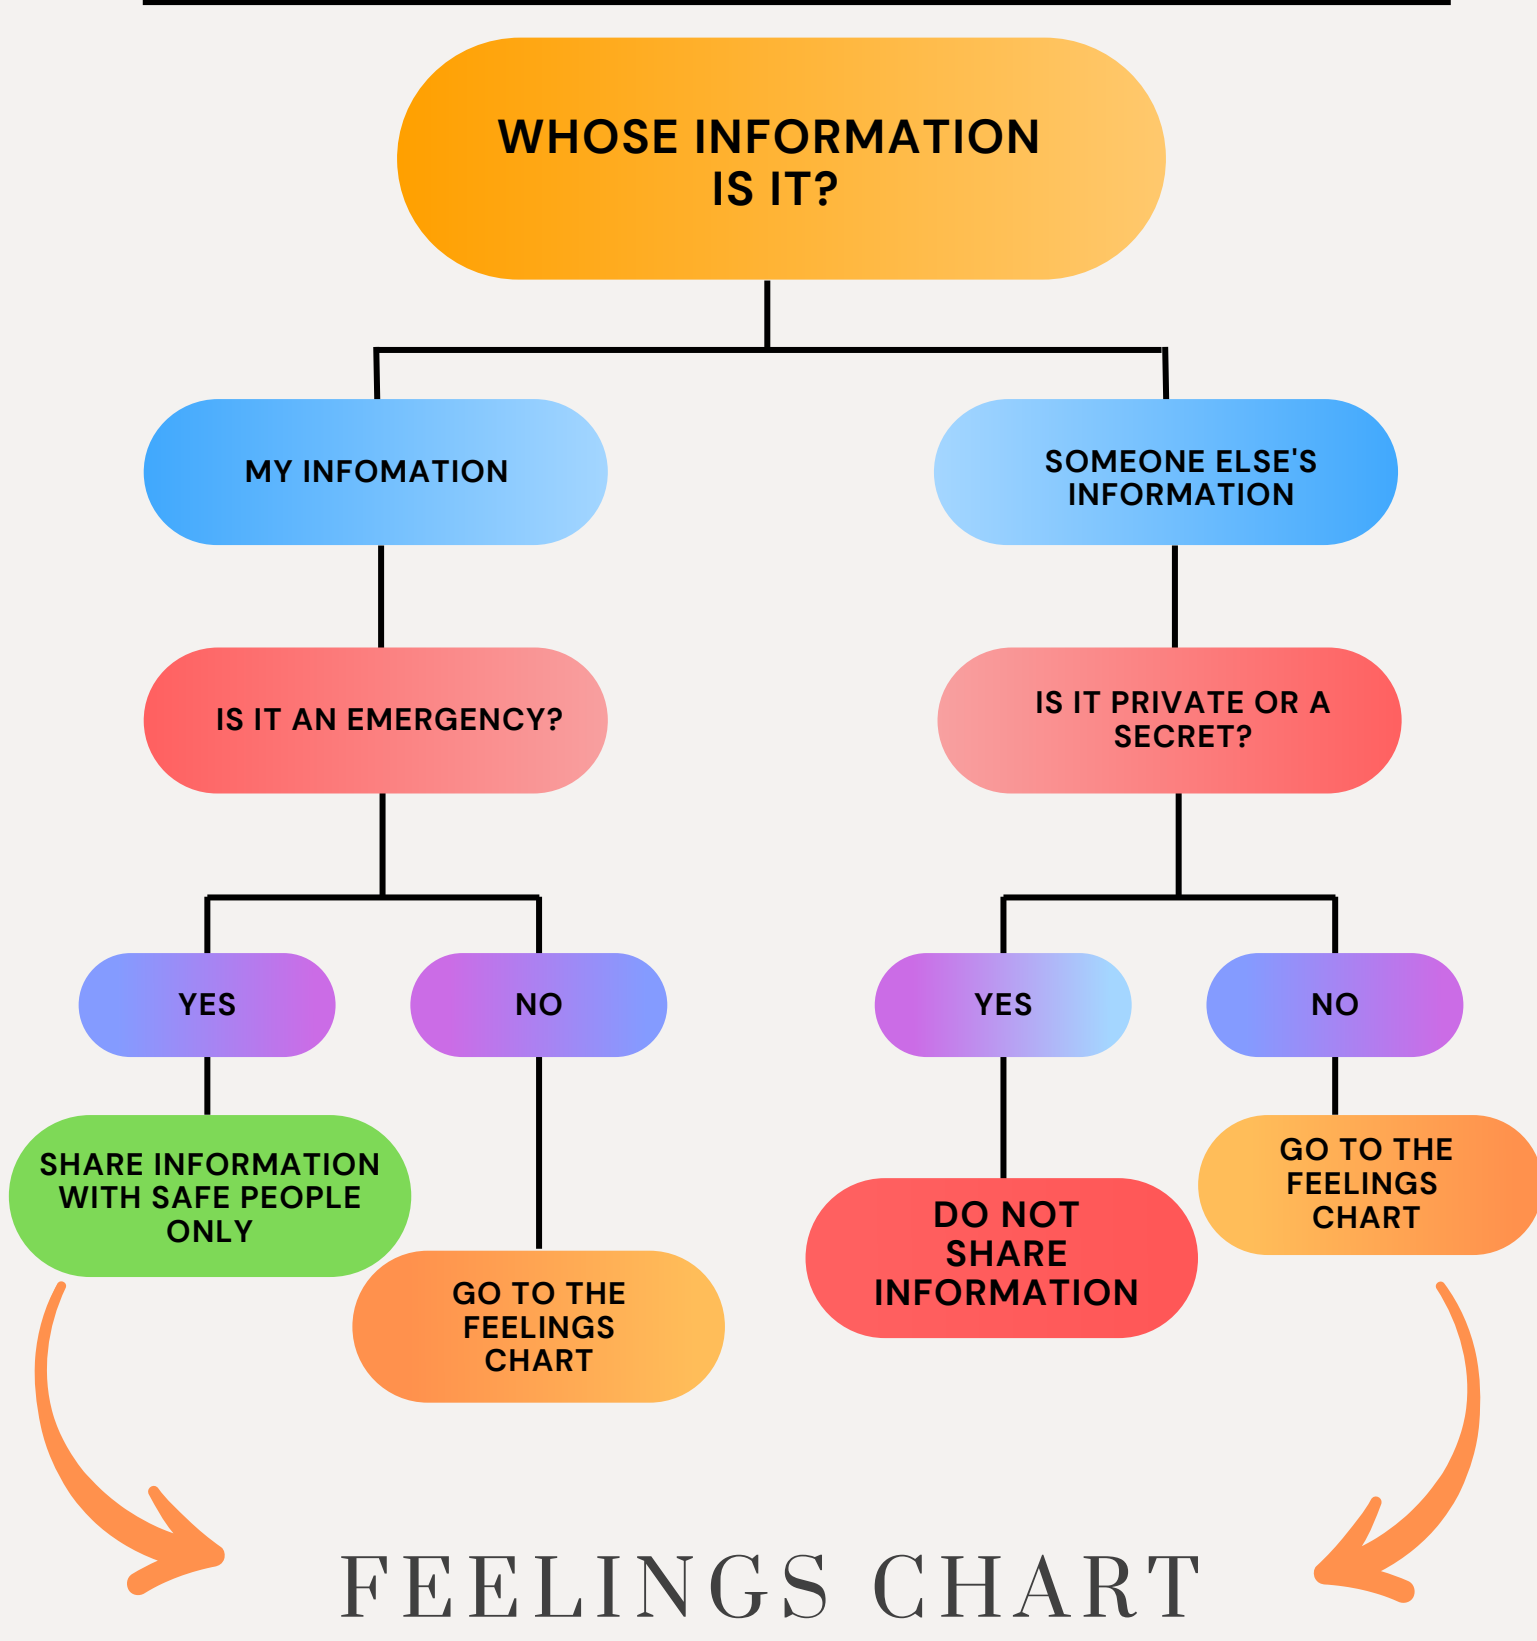 WHOSE INFORMATION
IS IT?
MY INFOMATION
SOMEONE ELSE'S
INFORMATION
IS IT AN EMERGENCY?
IS IT PRIVATE OR A
SECRET?
YES
NO
YES
NO
SHARE INFORMATION
WITH SAFE PEOPLE
ONLY
GO TO THE
FEELINGS
CHART
DO NOT
SHARE
INFORMATION
GO TO THE
FEELINGS
CHART
FEELINGS CHART